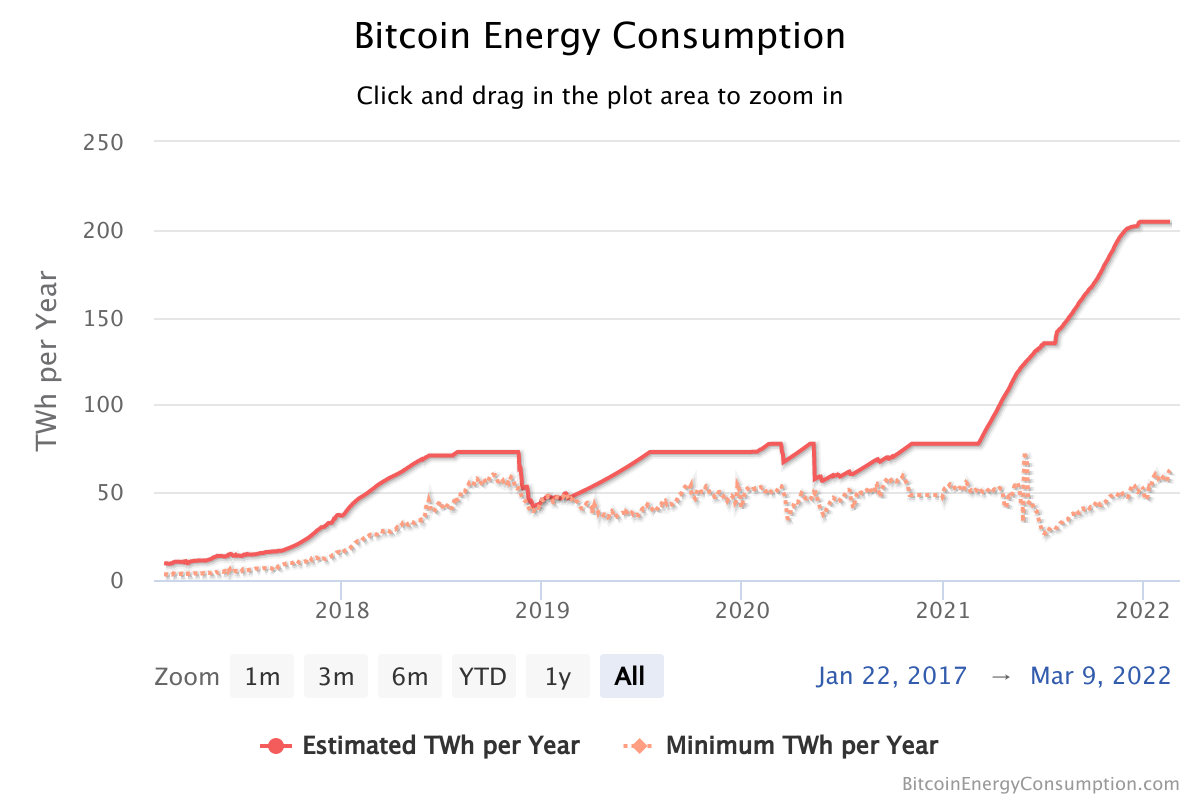 Bitcoin Energy Consumption
Click and drag in the plot area to zoom in
TWh per Year
250
200
150
100
50
0
2018 2019 2020 2021 2022
Zoom 1m 3m 6m YTD 1y All Jan 22, 2017 → Mar 9, 2022
Estimated TWh per Year Minimum TWh per Year
BitcoinEnergyConsumption.com